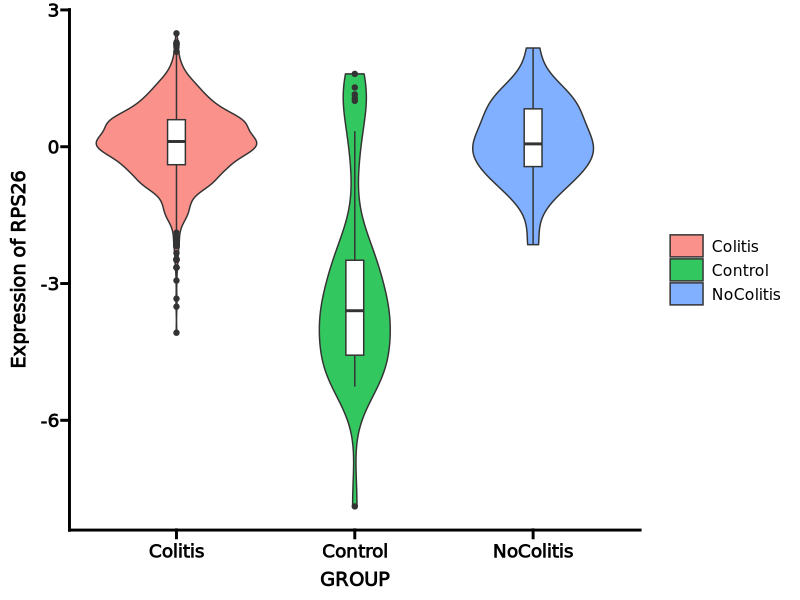 Expression of RPS26
3
0
-3
-6
Colitis
Control
NoColitis
GROUP
Colitis
Control
NoColitis